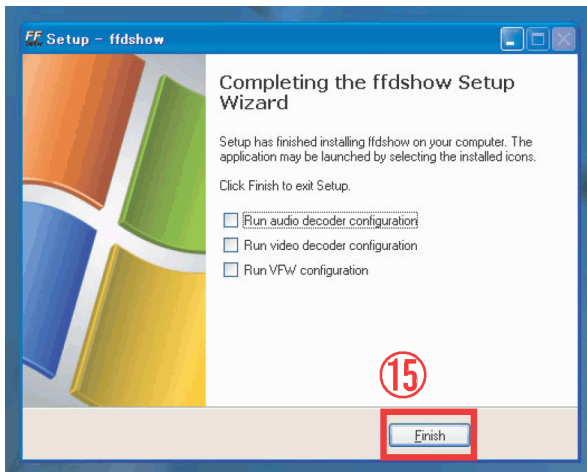 FF Setup - ffdshow
Completing the ffdshow Setup
Wizard
Setup has finished installing ffdshow on your computer. The
application may be launched by selecting the installed icons.
Click Finish to exit Setup.
Run audio decoder configuration
Run video decoder configuration
Run VFW configuration
⑮
Finish